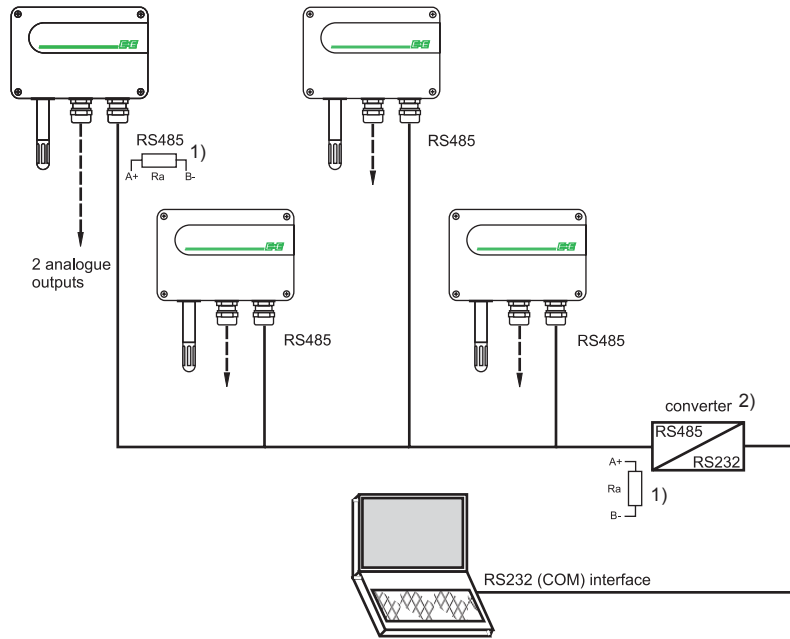 E+E
E+E
RS485 1)
A+ Ra B-
RS485
2 analogue
outputs
E+E
E+E
RS485
RS485
converter 2)
RS485
RS232
A+
Ra 1)
B-
RS232 (COM) interface